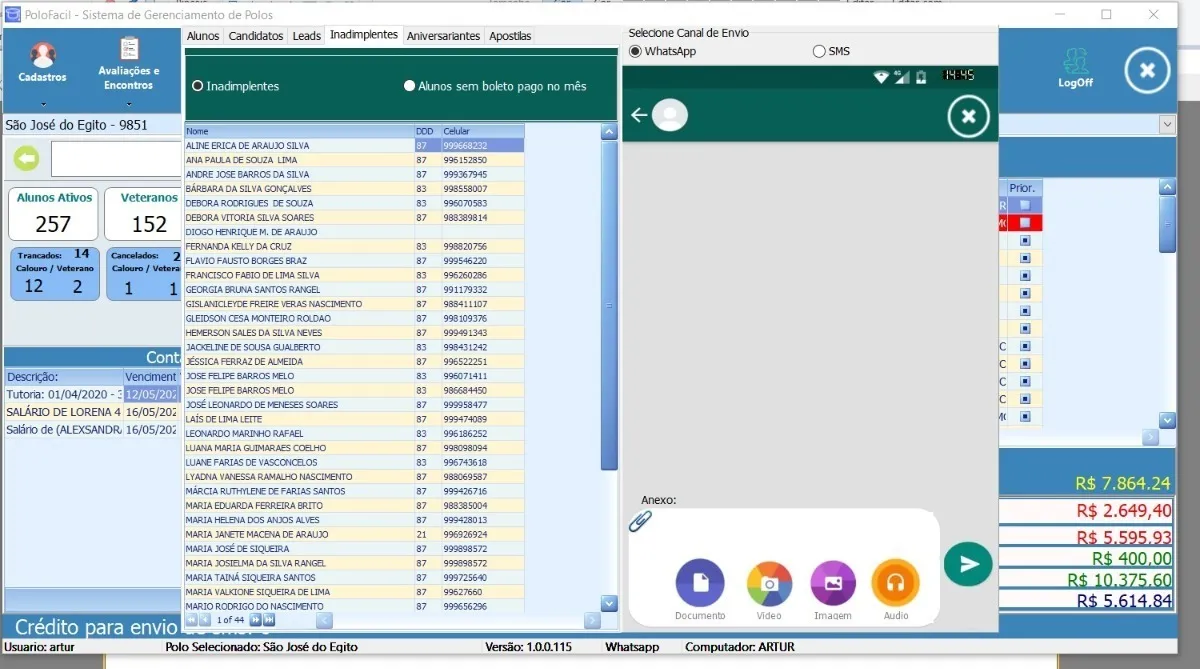 PoloFacil - Sistema de Gerenciamento de Polos
Cadastros
Avaliações e
Encontros
São José do Egito - 9851
Alunos Ativos
257
Veteranos
152
Trancados: 14
Calouro / Veterano
12 2
Cancelados: 2
Calouro / Vetera
1 1
Descrição: Venciment
Tutoria: 01/04/2020 - 3 12/05/202
SALÁRIO DE LORENA 4 16/05/202
Salário de (ALEXSANDRA 16/05/202
Crédito para envio
Alunos Candidatos Leads Inadimplentes Aniversariantes Apostilas
Inadimplentes Alunos sem boleto pago no mês
Nome DDD Celular
ALINE ERICA DE ARAUJO SILVA 87 999668232
ANA PAULA DE SOUZA LIMA 87 996152850
ANDRE JOSE BARROS DA SILVA 87 999367945
BÁRBARA DA SILVA GONÇALVES 83 998558007
DEBORA RODRIGUES DE SOUZA 83 996070583
DEBORA VITORIA SILVA SOARES 87 988389814
DIOGO HENRIQUE M. DE ARAUJO
FERNANDA KELLY DA CRUZ 83 998820756
FLAVIO FAUSTO BORGES BRAZ 87 999546220
FRANCISCO FABIO DE LIMA SILVA 83 996260286
GEORGIA BRUNA SANTOS RANGEL 87 991179332
GISLANICLEYDE FREIRE VERAS NASCIMENTO 87 988411107
GLEIDSON CESA MONTEIRO ROLDAO 87 998109376
HEMERSON SALES DA SILVA NEVES 87 999491343
JACKELINE DE SOUSA GUALBERTO 83 998431242
JÉSSICA FERRAZ DE ALMEIDA 87 996522251
JOSE FELIPE BARROS MELO 83 996071411
JOSE FELIPE BARROS MELO 83 986684450
JOSÉ LEONARDO DE MENESES SOARES 87 999958477
LAÍS DE LIMA LEITE 87 999474089
LEONARDO MARINHO RAFAEL 83 996186252
LUANA MARIA GUIMARAES COELHO 87 998098094
LUANE FARIAS DE VASCONCELOS 83 996743618
LYADNA VANESSA RAMALHO NASCIMENTO 87 988069587
MÁRCIA RUTHYLENE DE FARIAS SANTOS 87 999426716
MARIA EDUARDA FERREIRA BRITO 87 988385004
MARIA HELENA DOS ANJOS ALVES 87 999428013
MARIA JANETE MACENA DE ARAUJO 21 996926924
MARIA JOSÉ DE SIQUEIRA 87 999898572
MARIA JOSIELMA DA SILVA RANGEL 87 999898572
MARIA TAINÁ SIQUEIRA SANTOS 87 999725640
MARIA VALKIONE SIQUEIRA DE LIMA 87 99627660
MARIO RODRIGO DO NASCIMENTO 87 999656296
1 of 44
Selecione Canal de Envio
WhatsApp SMS
4G 14:45
Anexo:
Documento Vídeo Imagem Audio
LogOff
Prior.
R$ 7.864.24
R$ 2.649,40
R$ 5.595,93
R$ 400,00
R$ 10.375,60
R$ 5.614,84
Usuario: artur Polo Selecionado: São José do Egito Versão: 1.0.0.115 Whatsapp Computador: ARTUR